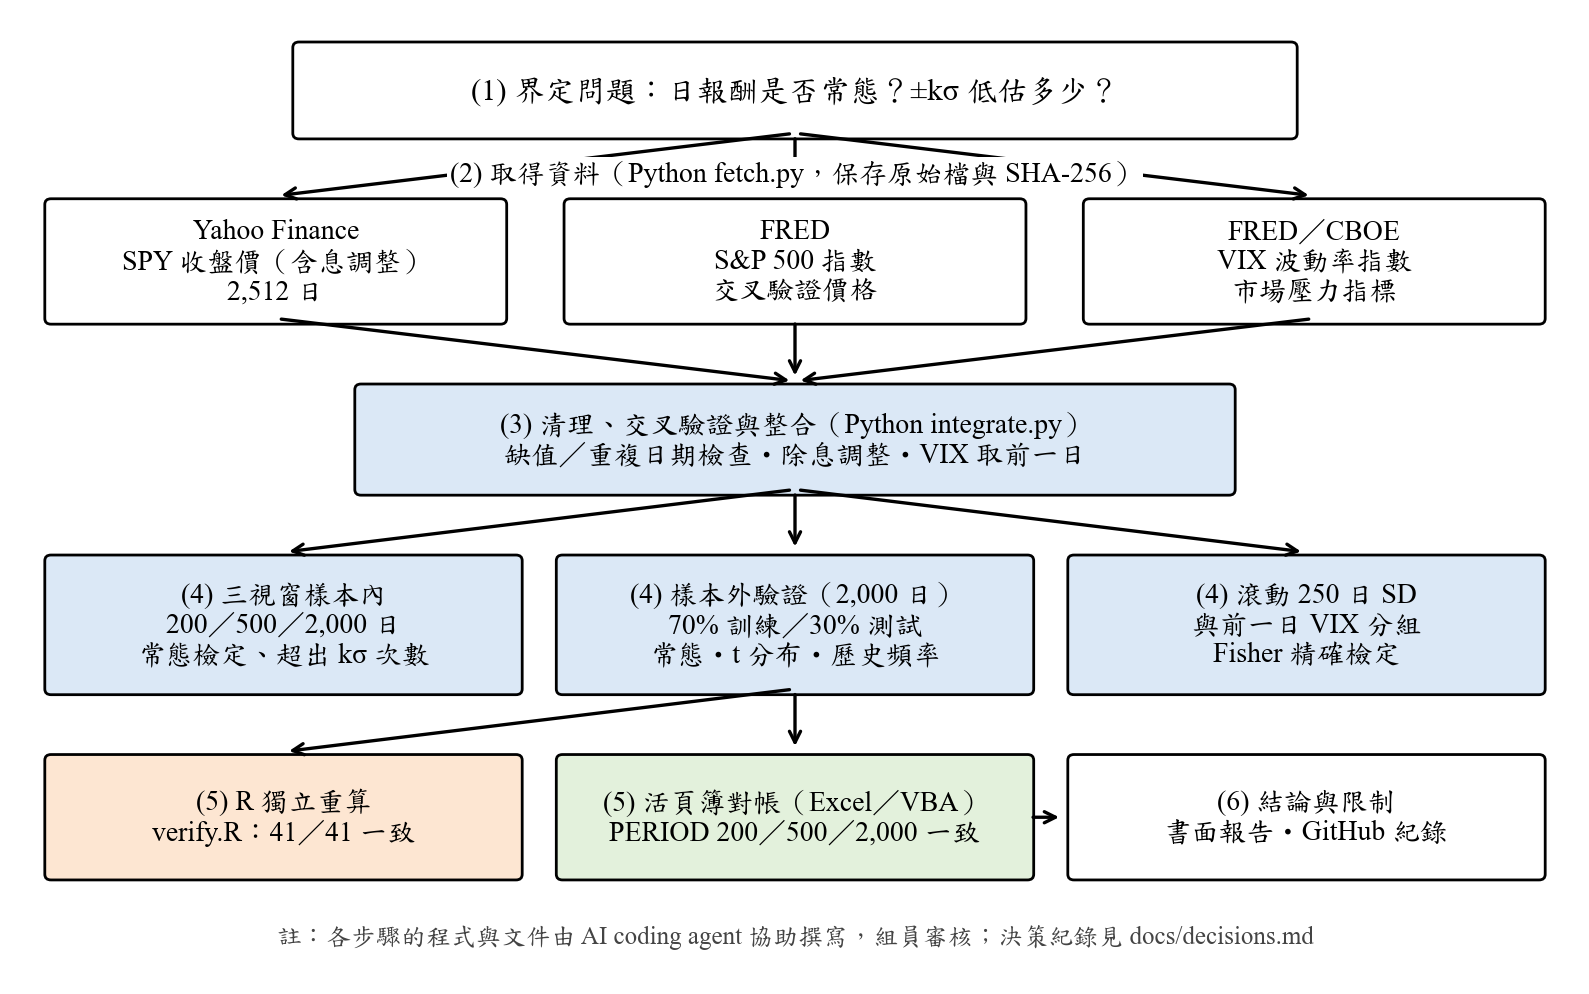 (1) 界定問題：日報酬是否常態？±kσ 低估多少？
(2) 取得資料（Python fetch.py，保存原始檔與 SHA-256）
Yahoo Finance
SPY 收盤價（含息調整）
2,512 日
FRED
S&P 500 指數
交叉驗證價格
FRED／CBOE
VIX 波動率指數
市場壓力指標
(3) 清理、交叉驗證與整合（Python integrate.py）
缺值／重複日期檢查・除息調整・VIX 取前一日
(4) 三視窗樣本內
200／500／2,000 日
常態檢定、超出 kσ 次數
(4) 樣本外驗證（2,000 日）
70% 訓練／30% 測試
常態・t 分布・歷史頻率
(4) 滾動 250 日 SD
與前一日 VIX 分組
Fisher 精確檢定
(5) R 獨立重算
verify.R：41／41 一致
(5) 活頁簿對帳（Excel／VBA）
PERIOD 200／500／2,000 一致
(6) 結論與限制
書面報告・GitHub 紀錄
註：各步驟的程式與文件由 AI coding agent 協助撰寫，組員審核；決策紀錄見 docs/decisions.md